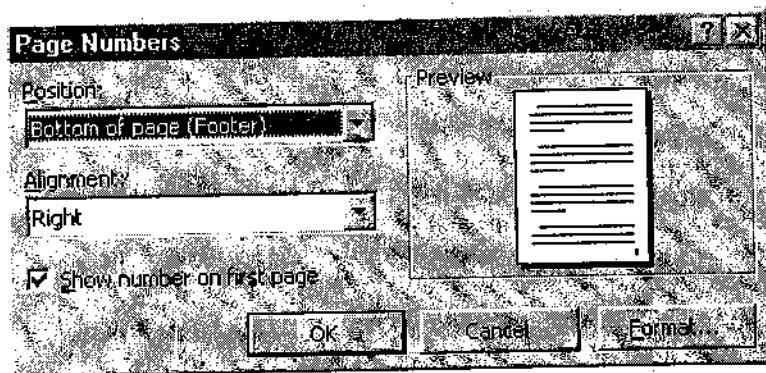 Page Numbers
Position:
Bottom of page (Footer)
Alignment:
Right
Show number on first page
Preview
OK
Cancel
Format...